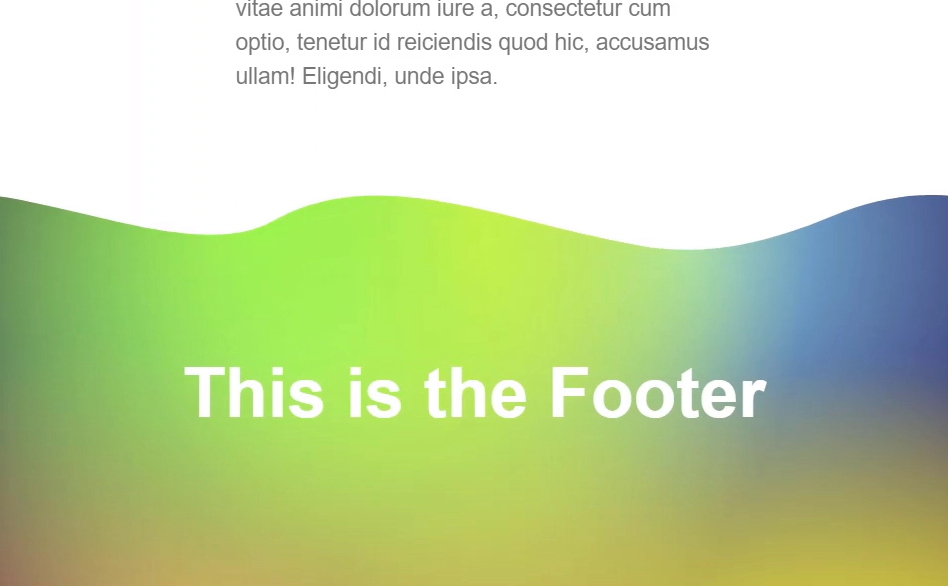 vitae animi dolorum iure a, consectetur cum
optio, tenetur id reiciendis quod hic, accusamus
ullam! Eligendi, unde ipsa.
This is the Footer